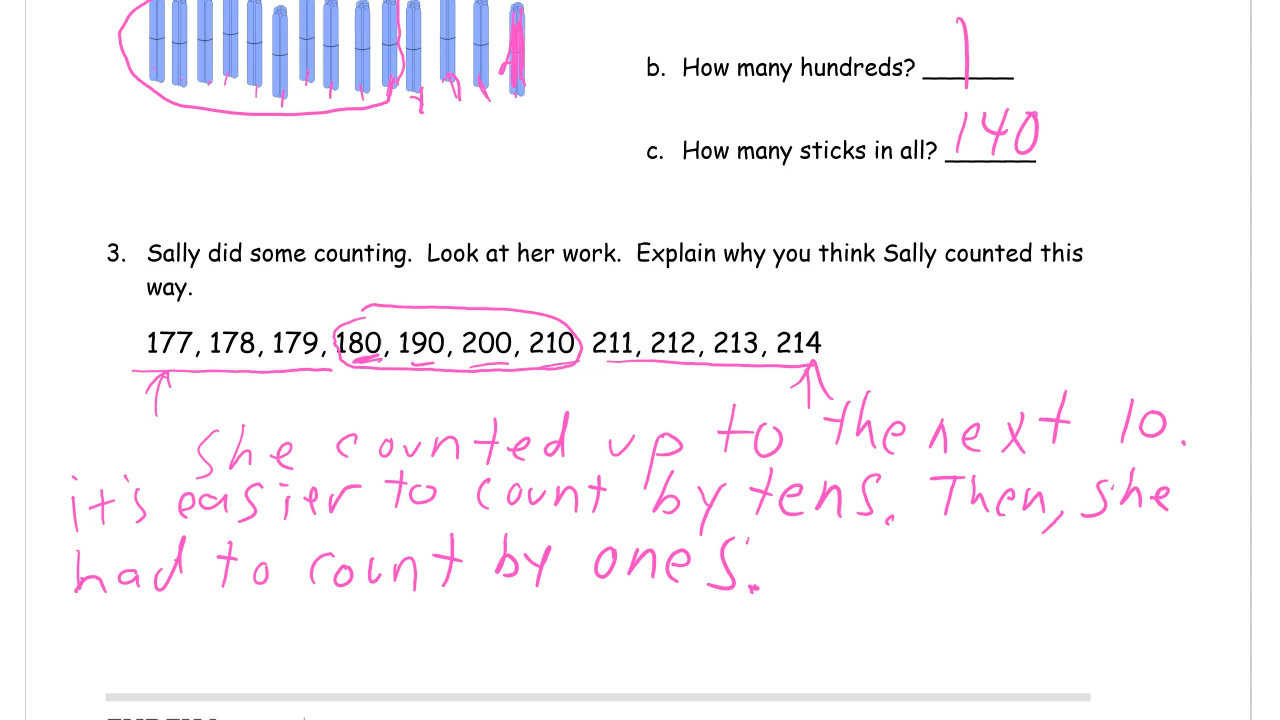 b. How many hundreds? 1
c. How many sticks in all? 140
3. Sally did some counting. Look at her work. Explain why you think Sally counted this
way.
177, 178, 179, 180, 190, 200, 210 211, 212, 213, 214
She counted up to the next 10.
it's easier to count by tens. Then, she
had to count by ones.